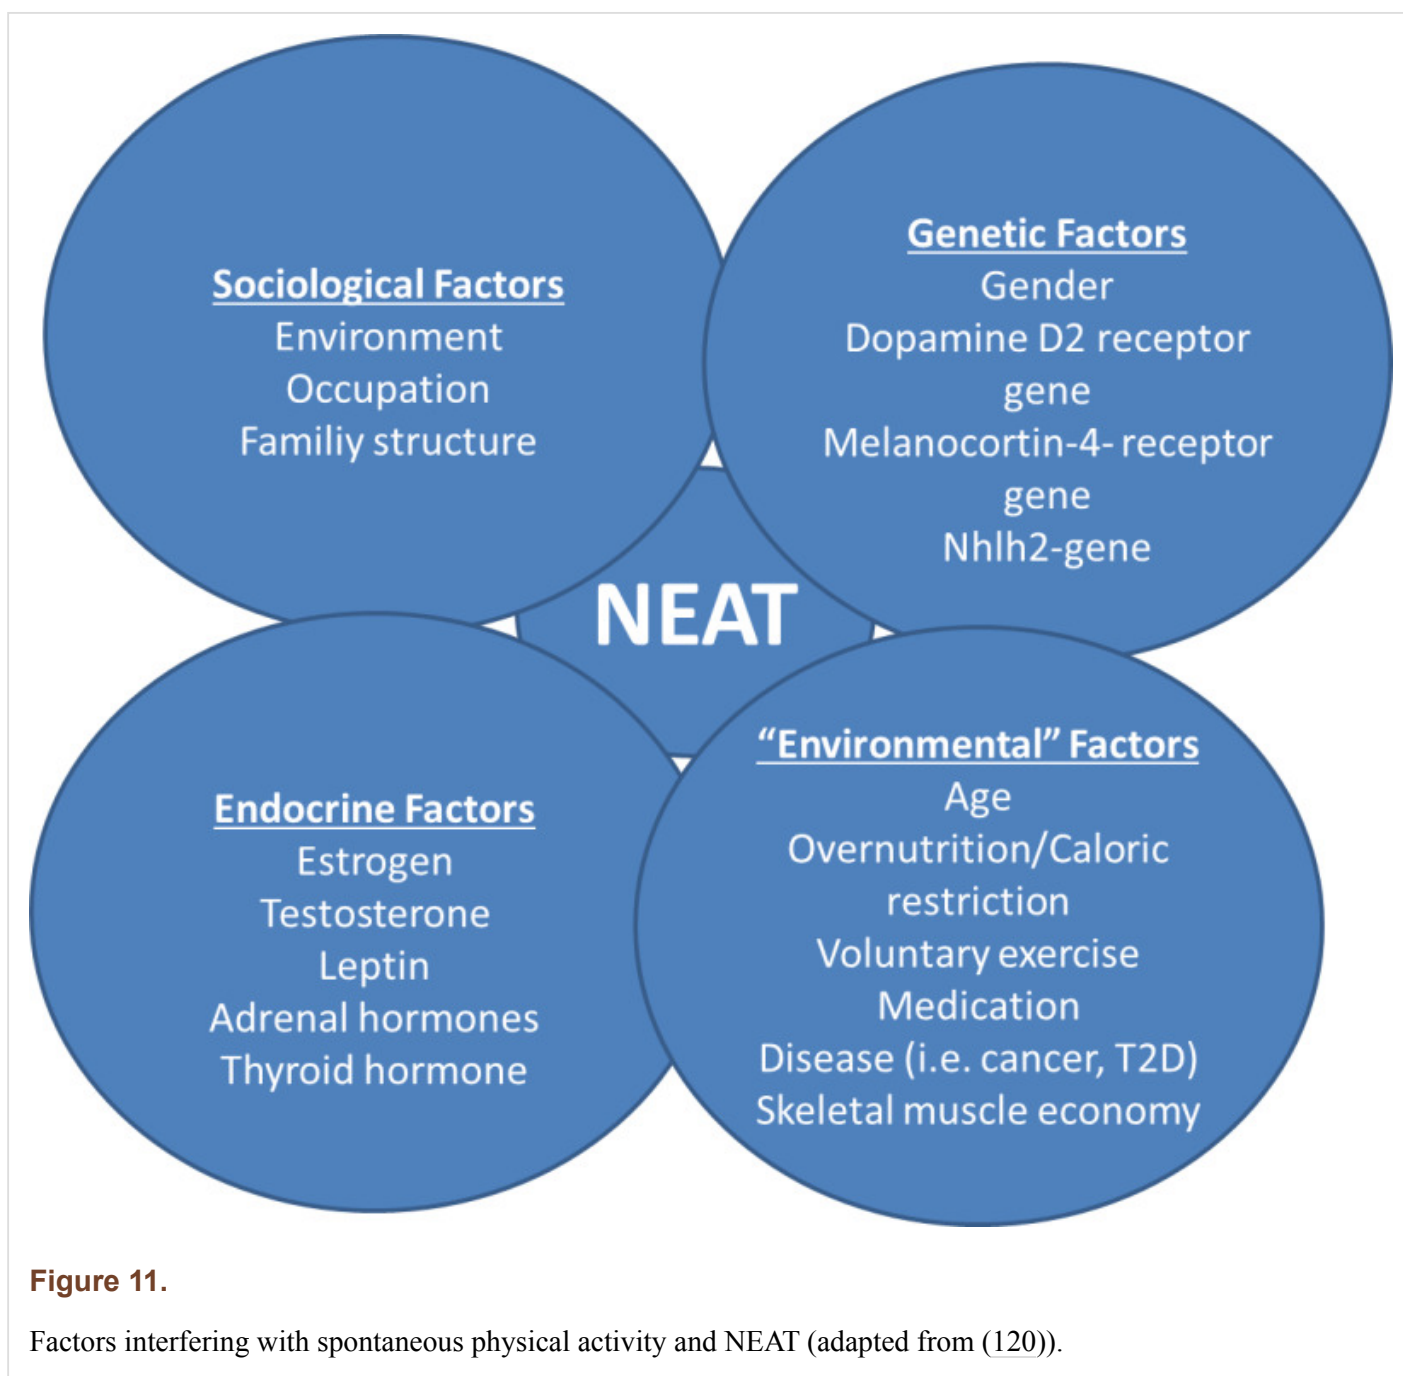 Sociological Factors
Environment
Occupation
Familiy structure
Genetic Factors
Gender
Dopamine D2 receptor
gene
Melanocortin-4- receptor
gene
Nhlh2-gene
NEAT
Endocrine Factors
Estrogen
Testosterone
Leptin
Adrenal hormones
Thyroid hormone
“Environmental” Factors
Age
Overnutrition/Caloric
restriction
Voluntary exercise
Medication
Disease (i.e. cancer, T2D)
Skeletal muscle economy
Figure 11.
Factors interfering with spontaneous physical activity and NEAT (adapted from (120)).